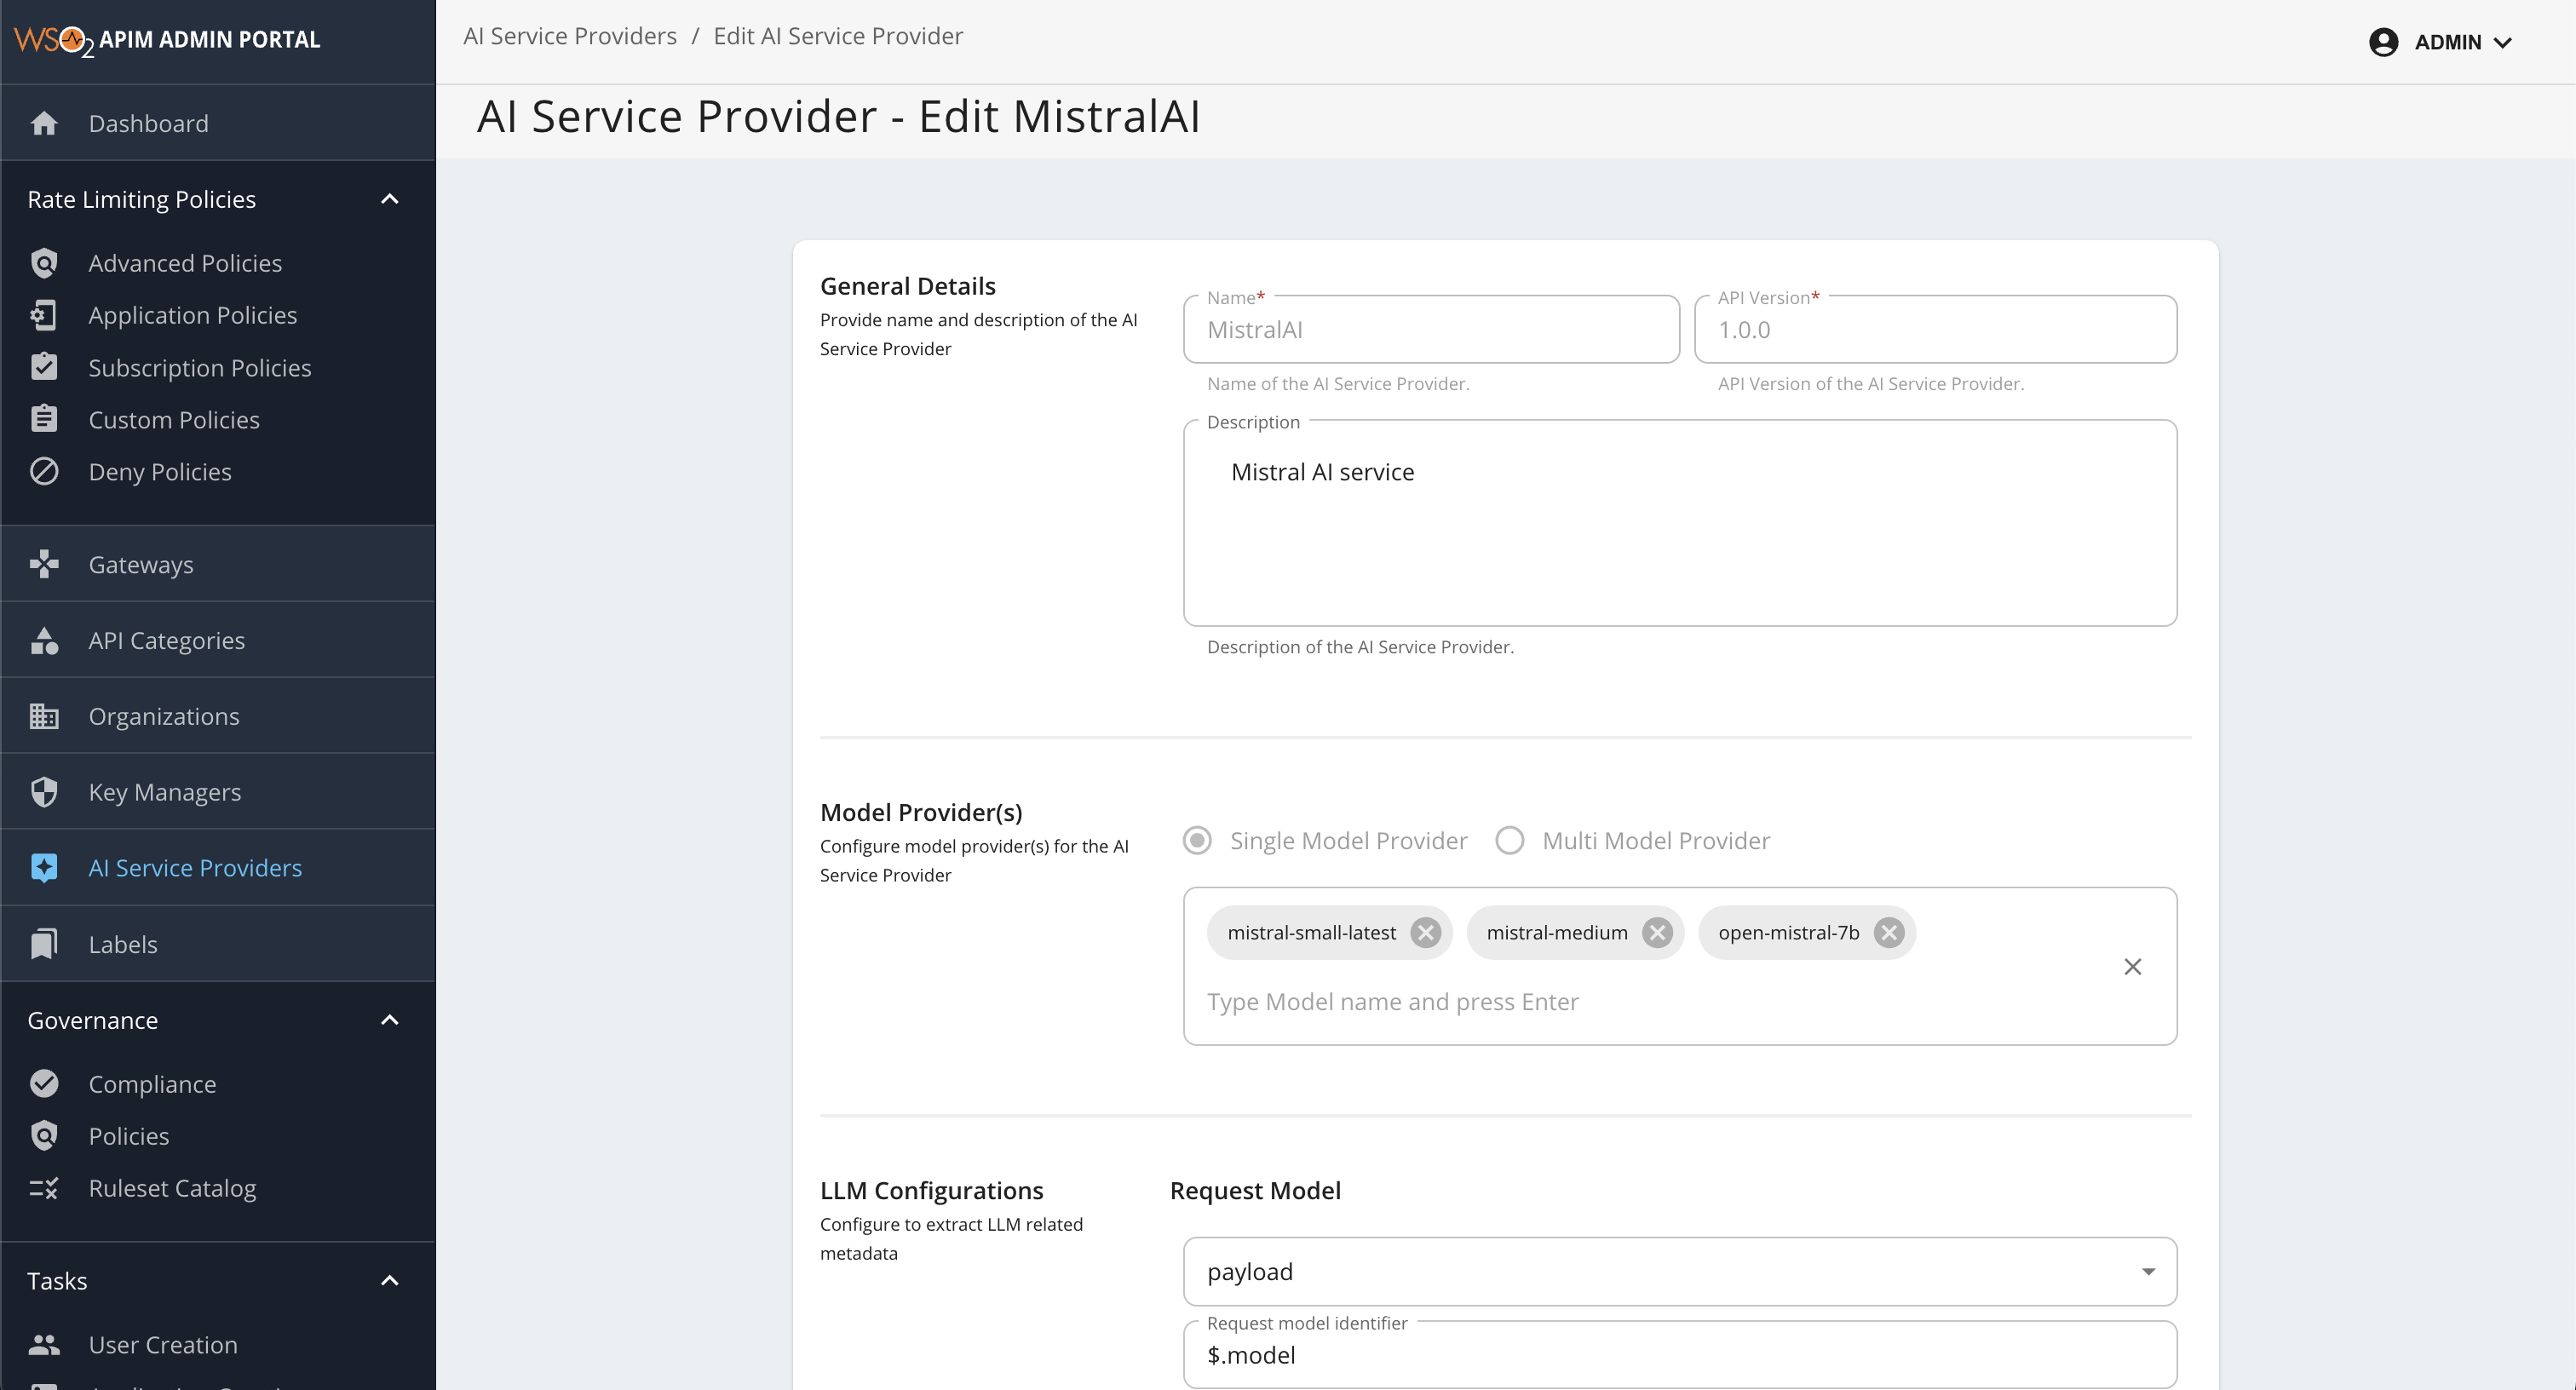 WSO2 APIM ADMIN PORTAL
AI Service Providers / Edit AI Service Provider
ADMIN
AI Service Provider - Edit MistralAI
Dashboard
Rate Limiting Policies
Advanced Policies
Application Policies
Subscription Policies
Custom Policies
Deny Policies
Gateways
API Categories
Organizations
Key Managers
AI Service Providers
Labels
Governance
Compliance
Policies
Ruleset Catalog
Tasks
User Creation
General Details
Provide name and description of the AI
Service Provider
Name*
MistralAI
Name of the AI Service Provider.
API Version*
1.0.0
API Version of the AI Service Provider.
Description
Mistral AI service
Description of the AI Service Provider.
Model Provider(s)
Configure model provider(s) for the AI
Service Provider
Single Model Provider
Multi Model Provider
mistral-small-latest
mistral-medium
open-mistral-7b
Type Model name and press Enter
LLM Configurations
Configure to extract LLM related
metadata
Request Model
payload
Request model identifier
$.model